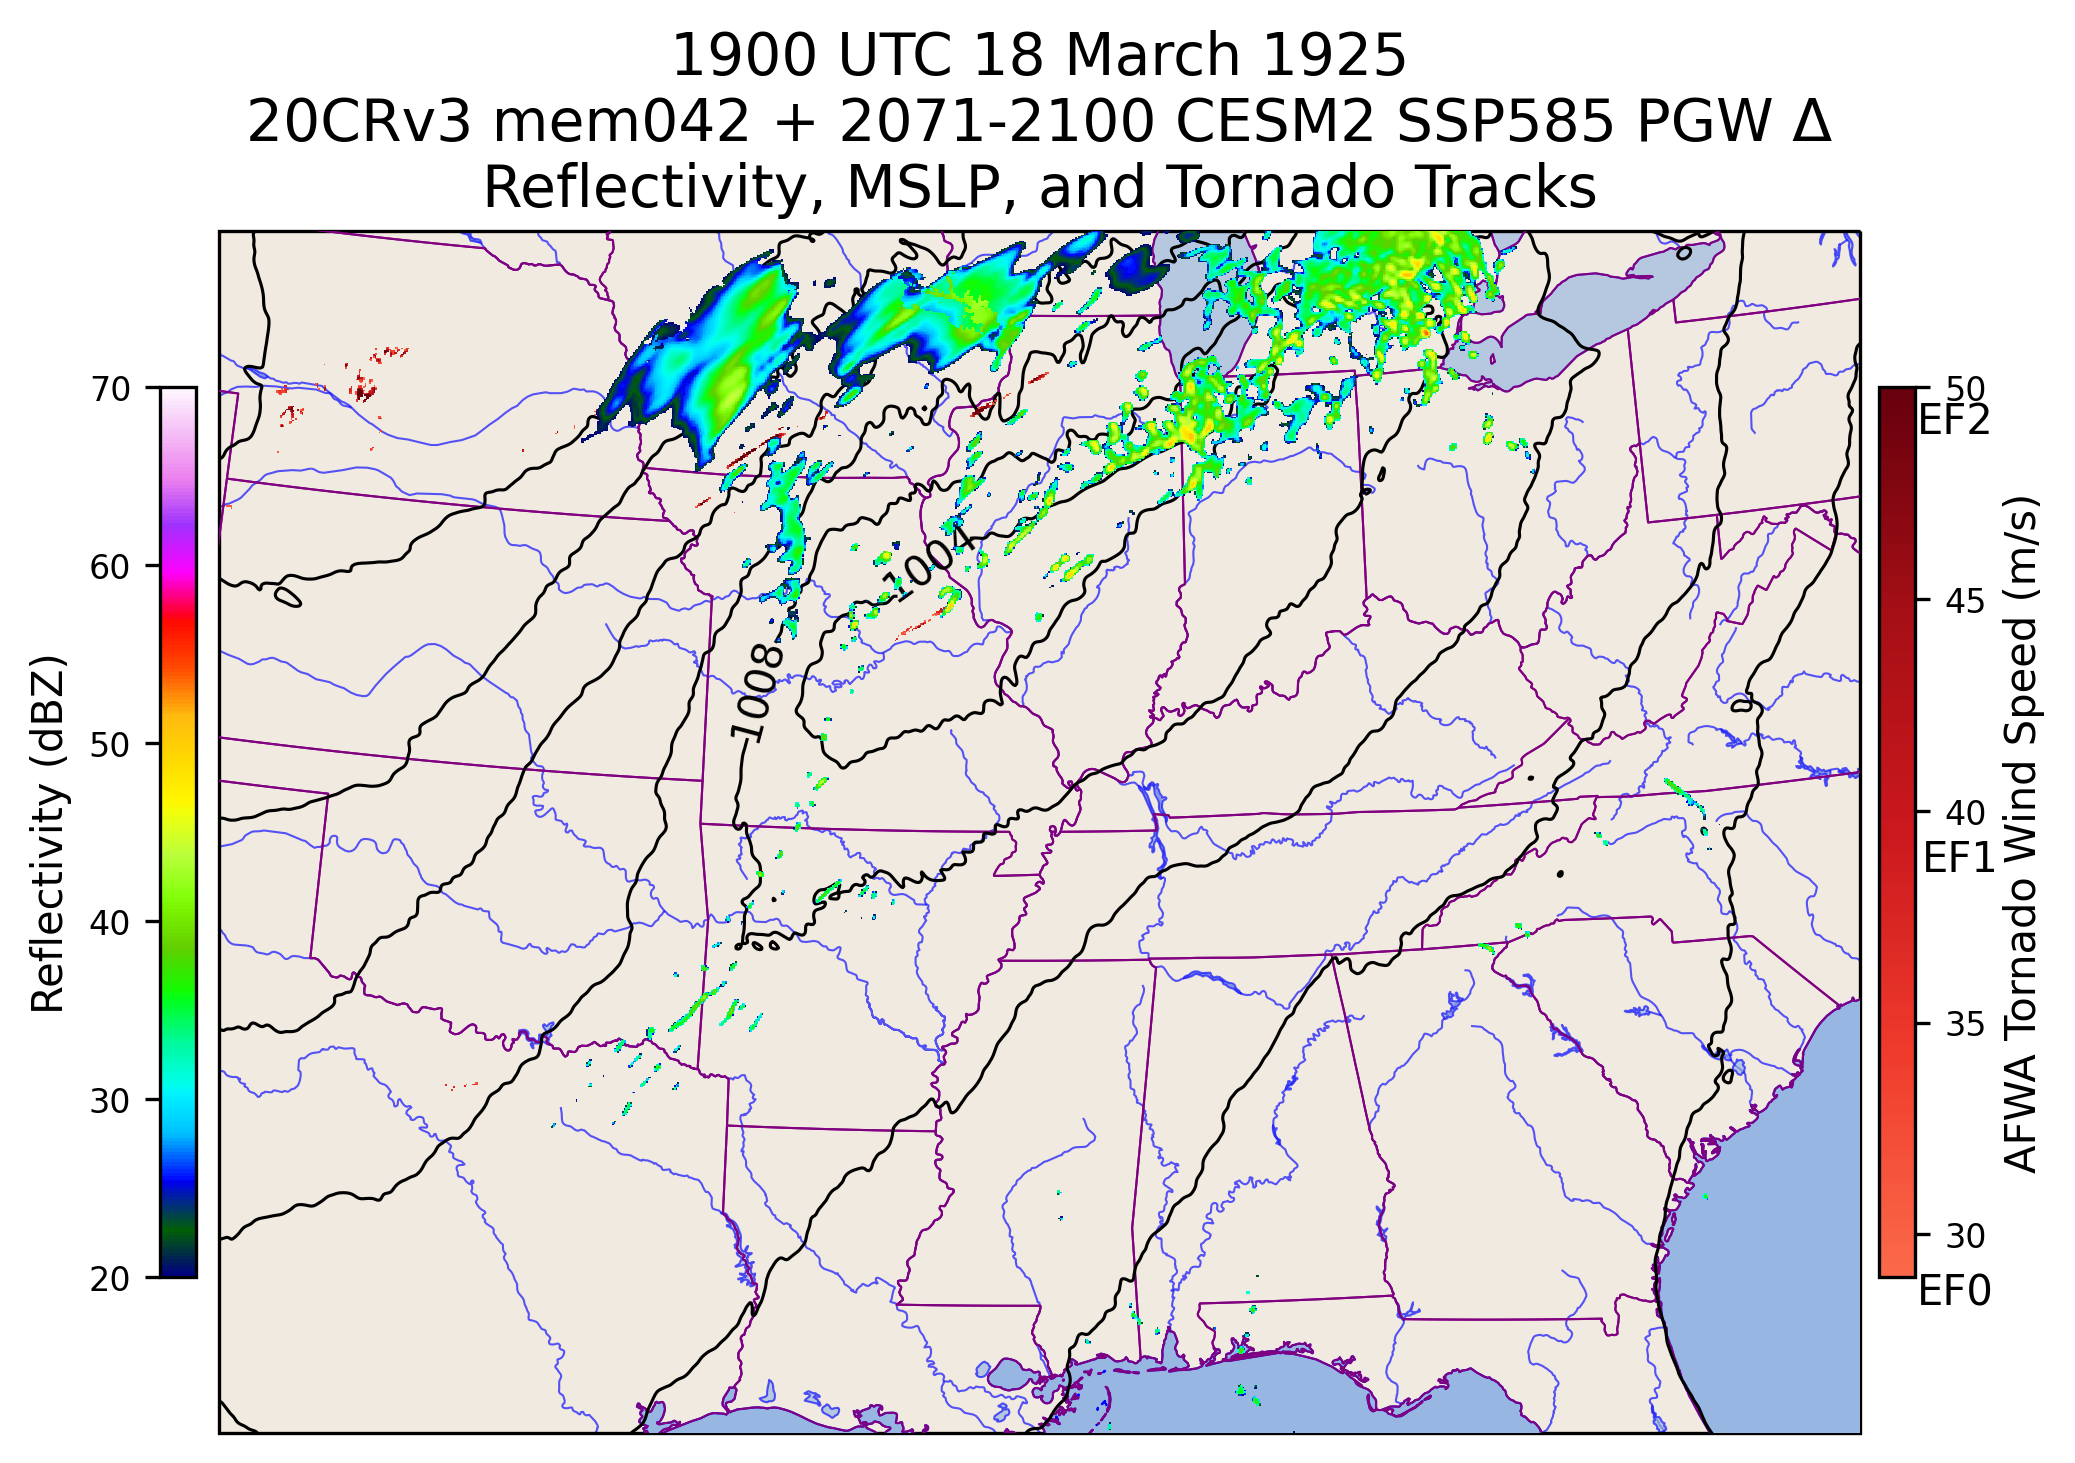 1900 UTC 18 March 1925
20CRv3 mem042 + 2071-2100 CESM2 SSP585 PGW Δ
Reflectivity, MSLP, and Tornado Tracks
70
60
50
40
30
20
Reflectivity (dBZ)
1004
1008
50
EF2
45
40
EF1
35
30
EF0
AFWA Tornado Wind Speed (m/s)